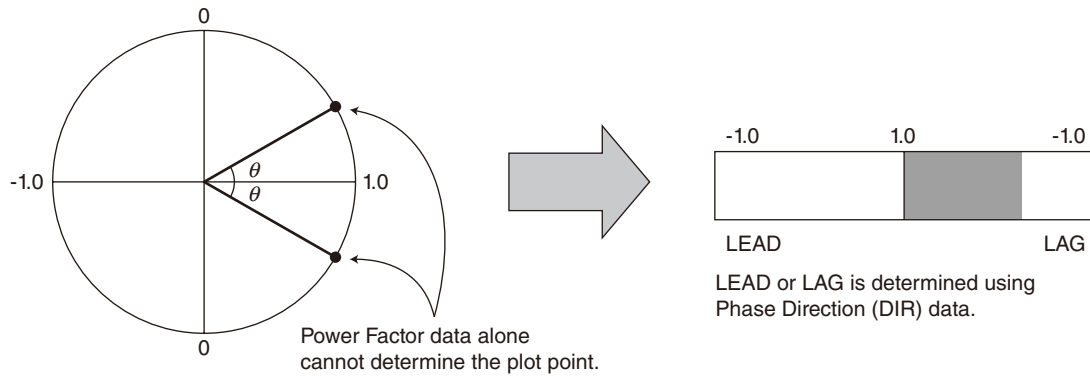 0
-1.0
θ
θ
1.0
0
Power Factor data alone
cannot determine the plot point.
-1.0 1.0 -1.0
LEAD LAG
LEAD or LAG is determined using
Phase Direction (DIR) data.